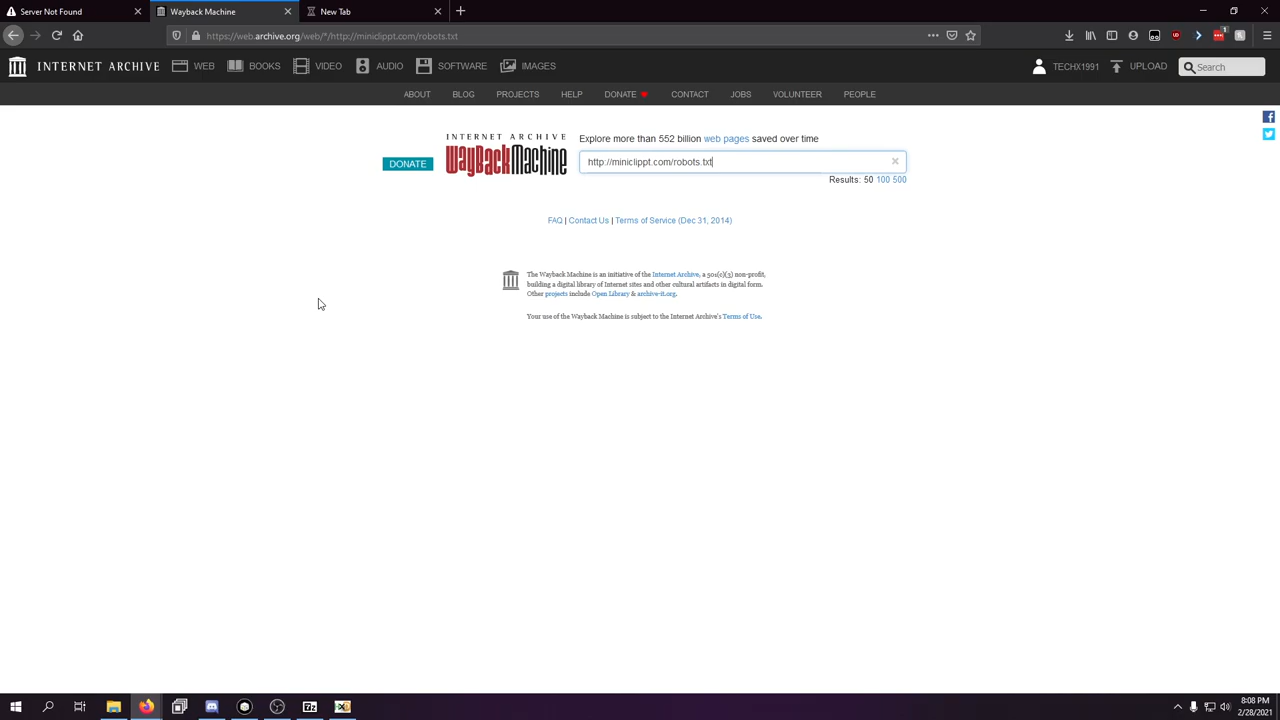 Server Not Found
Wayback Machine
New Tab
https://web.archive.org/web/*/http://miniclippt.com/robots.txt
1
INTERNET ARCHIVE WEB BOOKS VIDEO AUDIO SOFTWARE IMAGES TECHX1991 UPLOAD Search
ABOUT BLOG PROJECTS HELP DONATE CONTACT JOBS VOLUNTEER PEOPLE
INTERNET ARCHIVE
WayBackMachine
DONATE
Explore more than 552 billion web pages saved over time
http://miniclippt.com/robots.txt
Results: 50 100 500
FAQ | Contact Us | Terms of Service (Dec 31, 2014)
The Wayback Machine is an initiative of the Internet Archive, a 501(c)(3) non-profit,
building a digital library of Internet sites and other cultural artifacts in digital form.
Other projects include Open Library & archive-it.org.
Your use of the Wayback Machine is subject to the Internet Archive's Terms of Use.
8:08 PM
2/28/2021